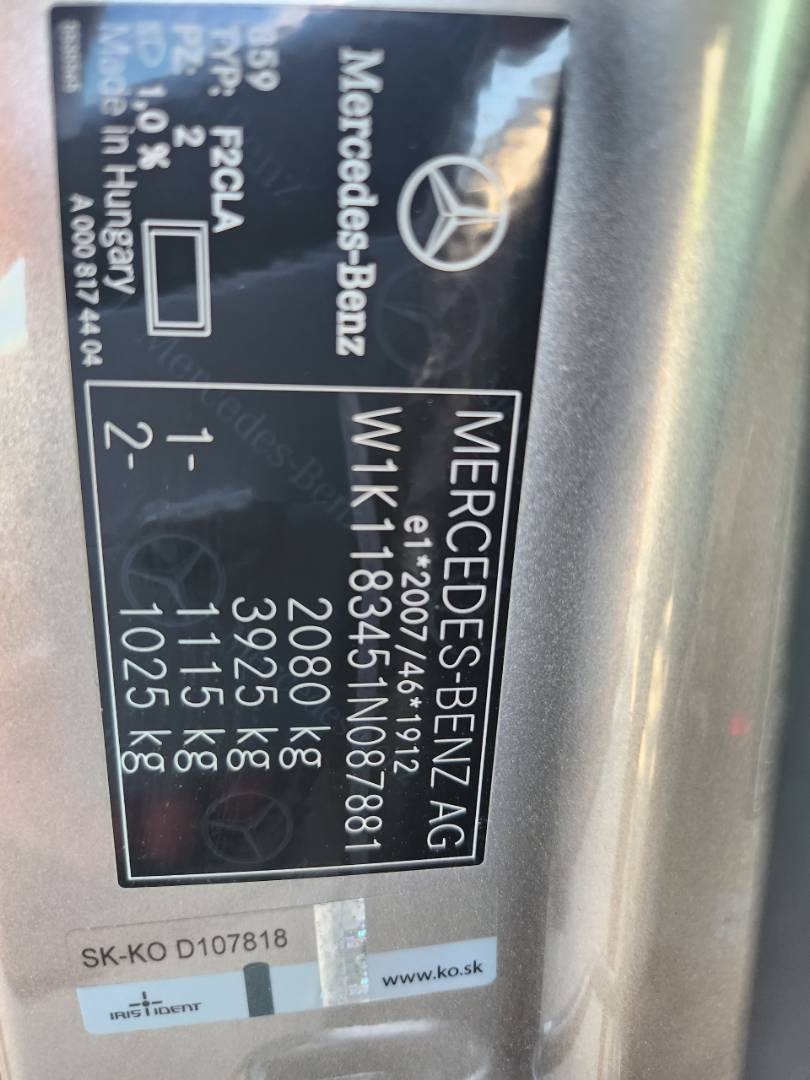 Mercedes-Benz
859
TYP: F2CLA
PZ: 2
1,0 %
Made in Hungary
A 000 817 44 04
MERCEDES-BENZ AG
e1*2007/46*1912
W1K1183451N087881
2080 kg
3925 kg
1- 1115 kg
2- 1025 kg
SK-KO D107818
IRIS IDENT
www.ko.sk